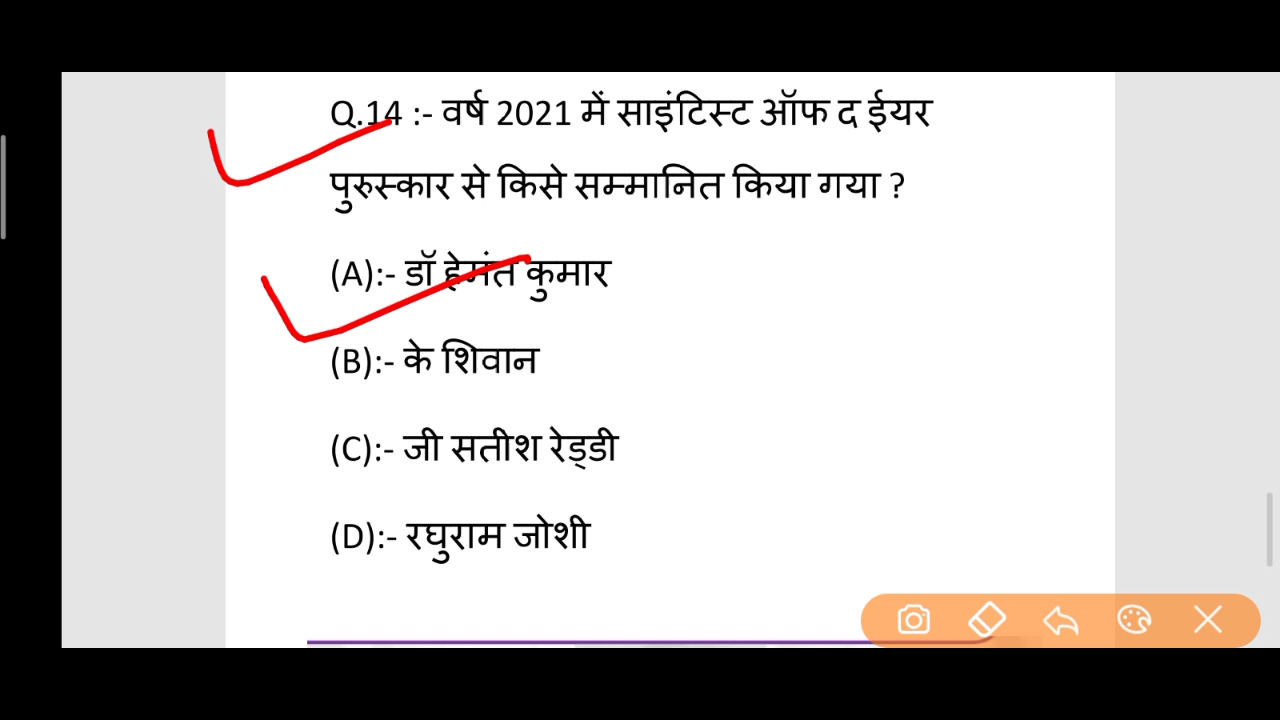 Q.14 :- वर्ष 2021 में साइंटिस्ट ऑफ द ईयर
पुरुस्कार से किसे सम्मानित किया गया ?
(A):- डॉ हेमंत कुमार
(B):- के शिवान
(C):- जी सतीश रेड्डी
(D):- रघुराम जोशी